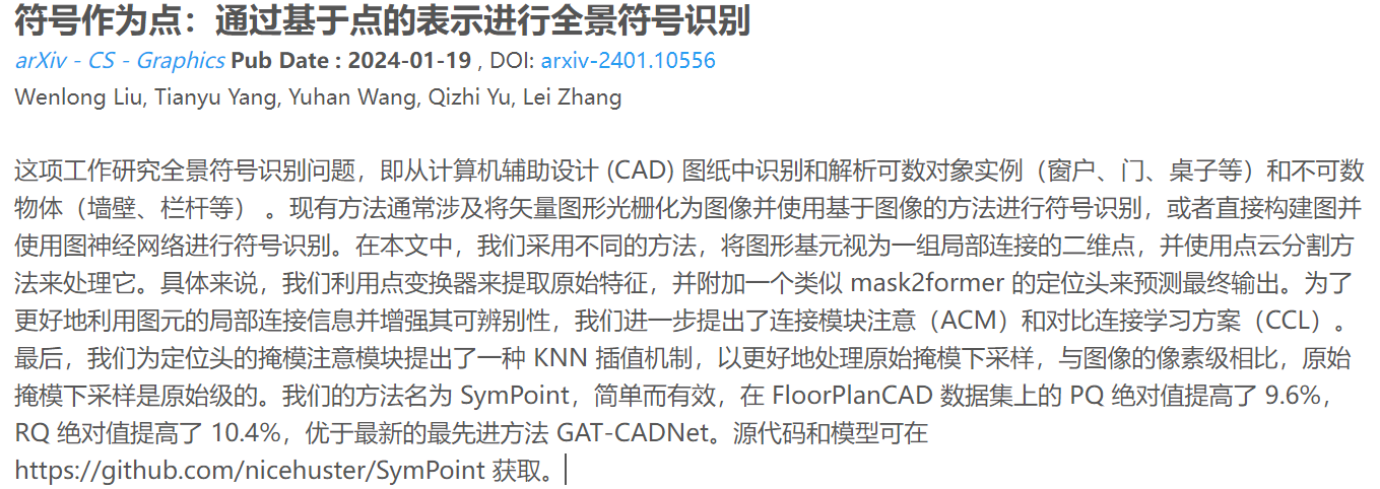 符号作为点：通过基于点的表示进行全景符号识别
arXiv - CS - Graphics Pub Date : 2024-01-19 , DOI: arxiv-2401.10556
Wenlong Liu, Tianyu Yang, Yuhan Wang, Qizhi Yu, Lei Zhang
这项工作研究全景符号识别问题，即从计算机辅助设计 (CAD) 图纸中识别和解析可数对象实例（窗户、门、桌子等）和不可数
物体（墙壁、栏杆等） 。现有方法通常涉及将矢量图形光栅化为图像并使用基于图像的方法进行符号识别，或者直接构建图并
使用图神经网络进行符号识别。在本文中，我们采用不同的方法，将图形基元视为一组局部连接的二维点，并使用点云分割方
法来处理它。具体来说，我们利用点变换器来提取原始特征，并附加一个类似 mask2former 的定位头来预测最终输出。为了
更好地利用图元的局部连接信息并增强其可辨别性，我们进一步提出了连接模块注意（ACM）和对比连接学习方案（CCL）。
最后，我们为定位头的掩模注意模块提出了一种 KNN 插值机制，以更好地处理原始掩模下采样，与图像的像素级相比，原始
掩模下采样是原始级的。我们的方法名为 SymPoint，简单而有效，在 FloorPlanCAD 数据集上的 PQ 绝对值提高了 9.6%，
RQ 绝对值提高了 10.4%，优于最新的最先进方法 GAT-CADNet。源代码和模型可在
https://github.com/nicehuster/SymPoint 获取。